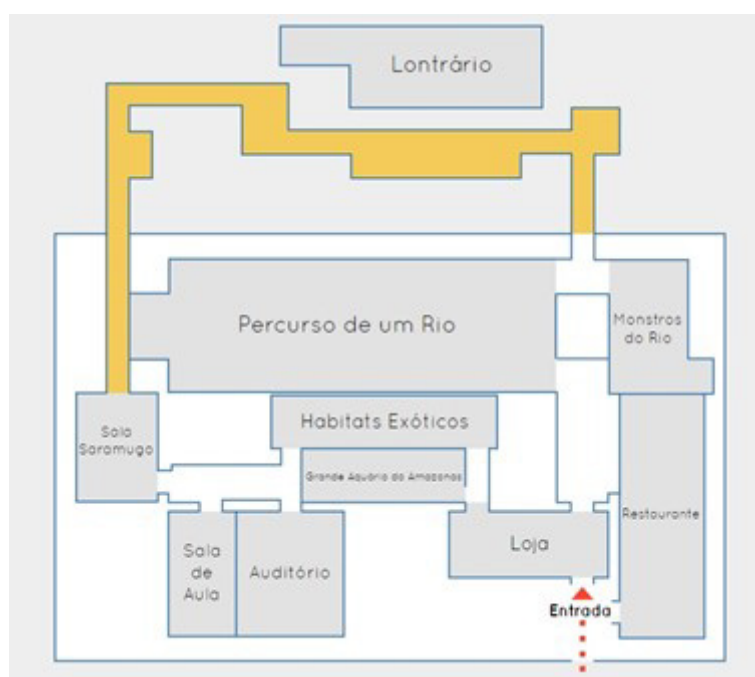 Lontrário
Percurso de um Rio
Monstros
do Rio
Habitats Exóticos
Sala
Saramugo
Grande Aquário do Amazonas
Restaurante
Loja
Sala
de
Aula
Auditório
Entrada